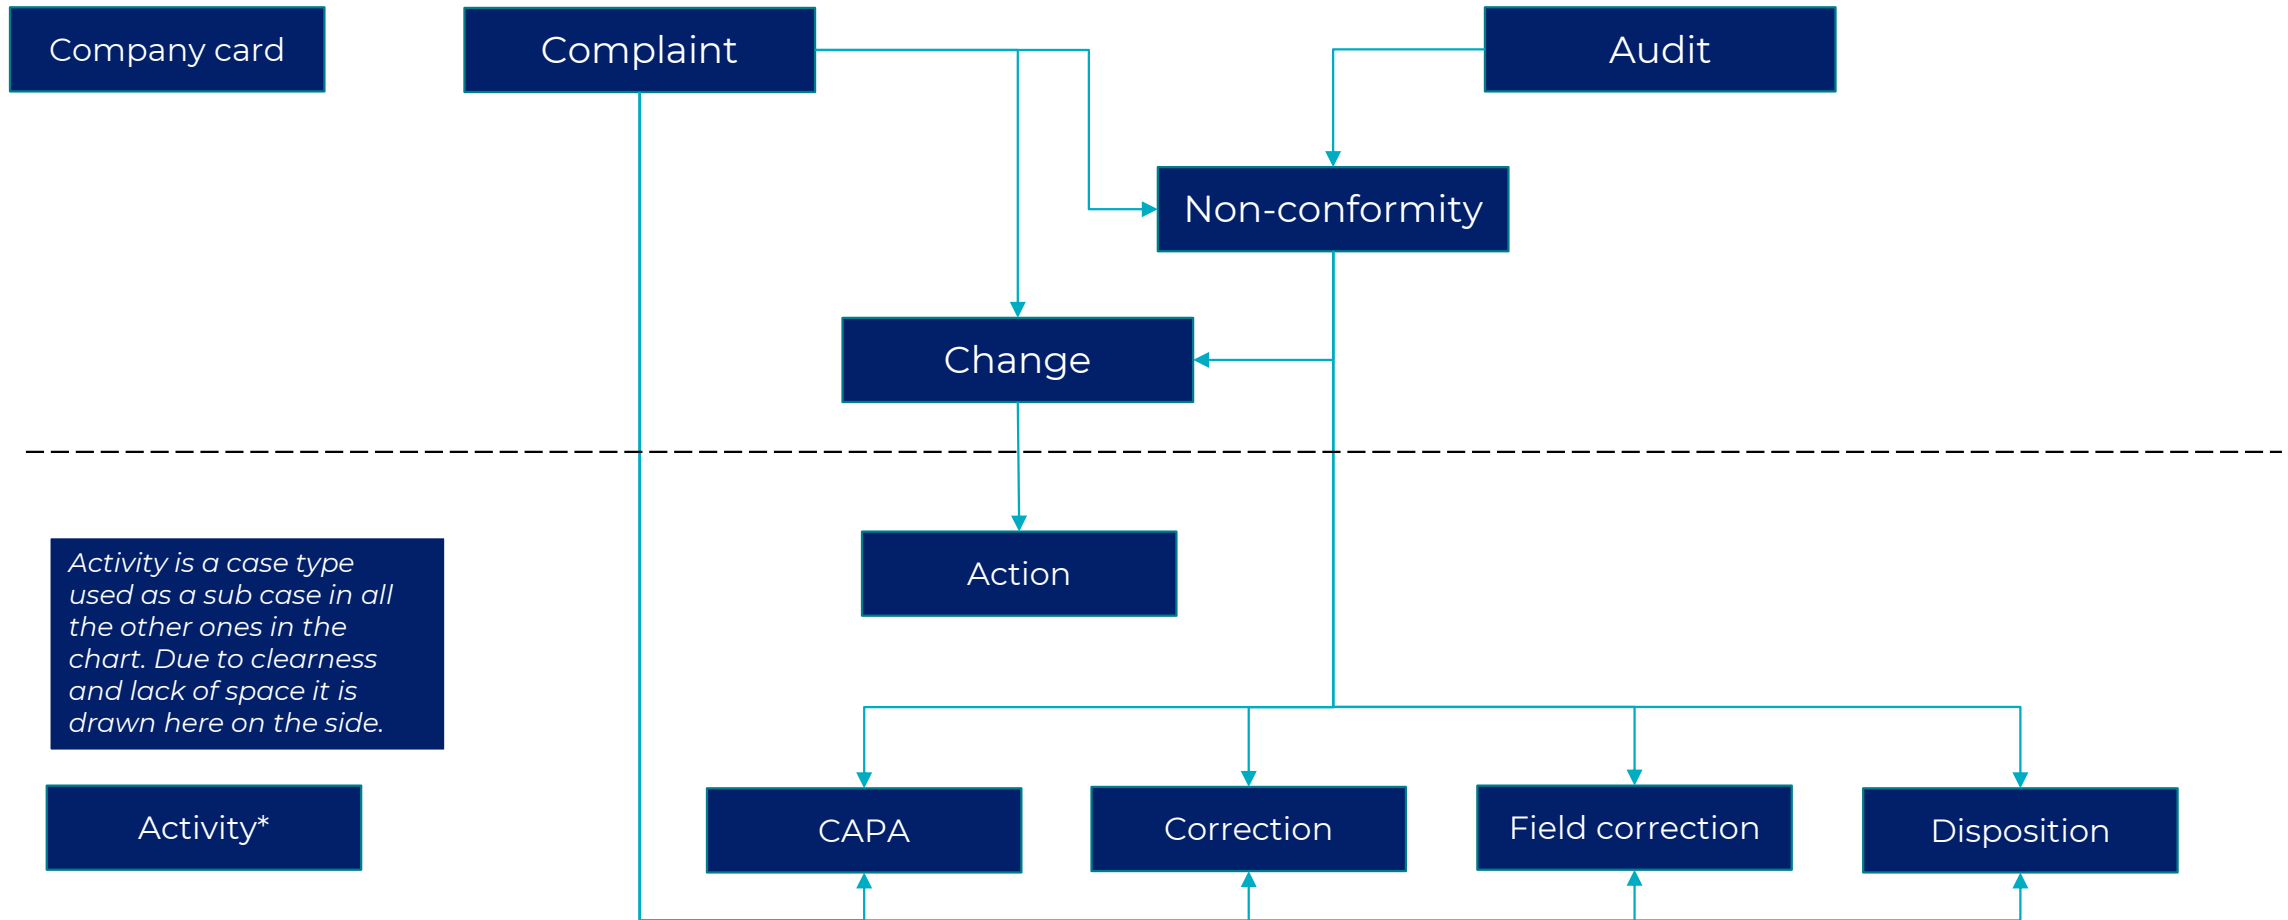 Company card
Complaint
Audit
Non-conformity
Change
Action
Activity is a case type
used as a sub case in all
the other ones in the
chart. Due to clearness
and lack of space it is
drawn here on the side.
Activity*
CAPA
Correction
Field correction
Disposition